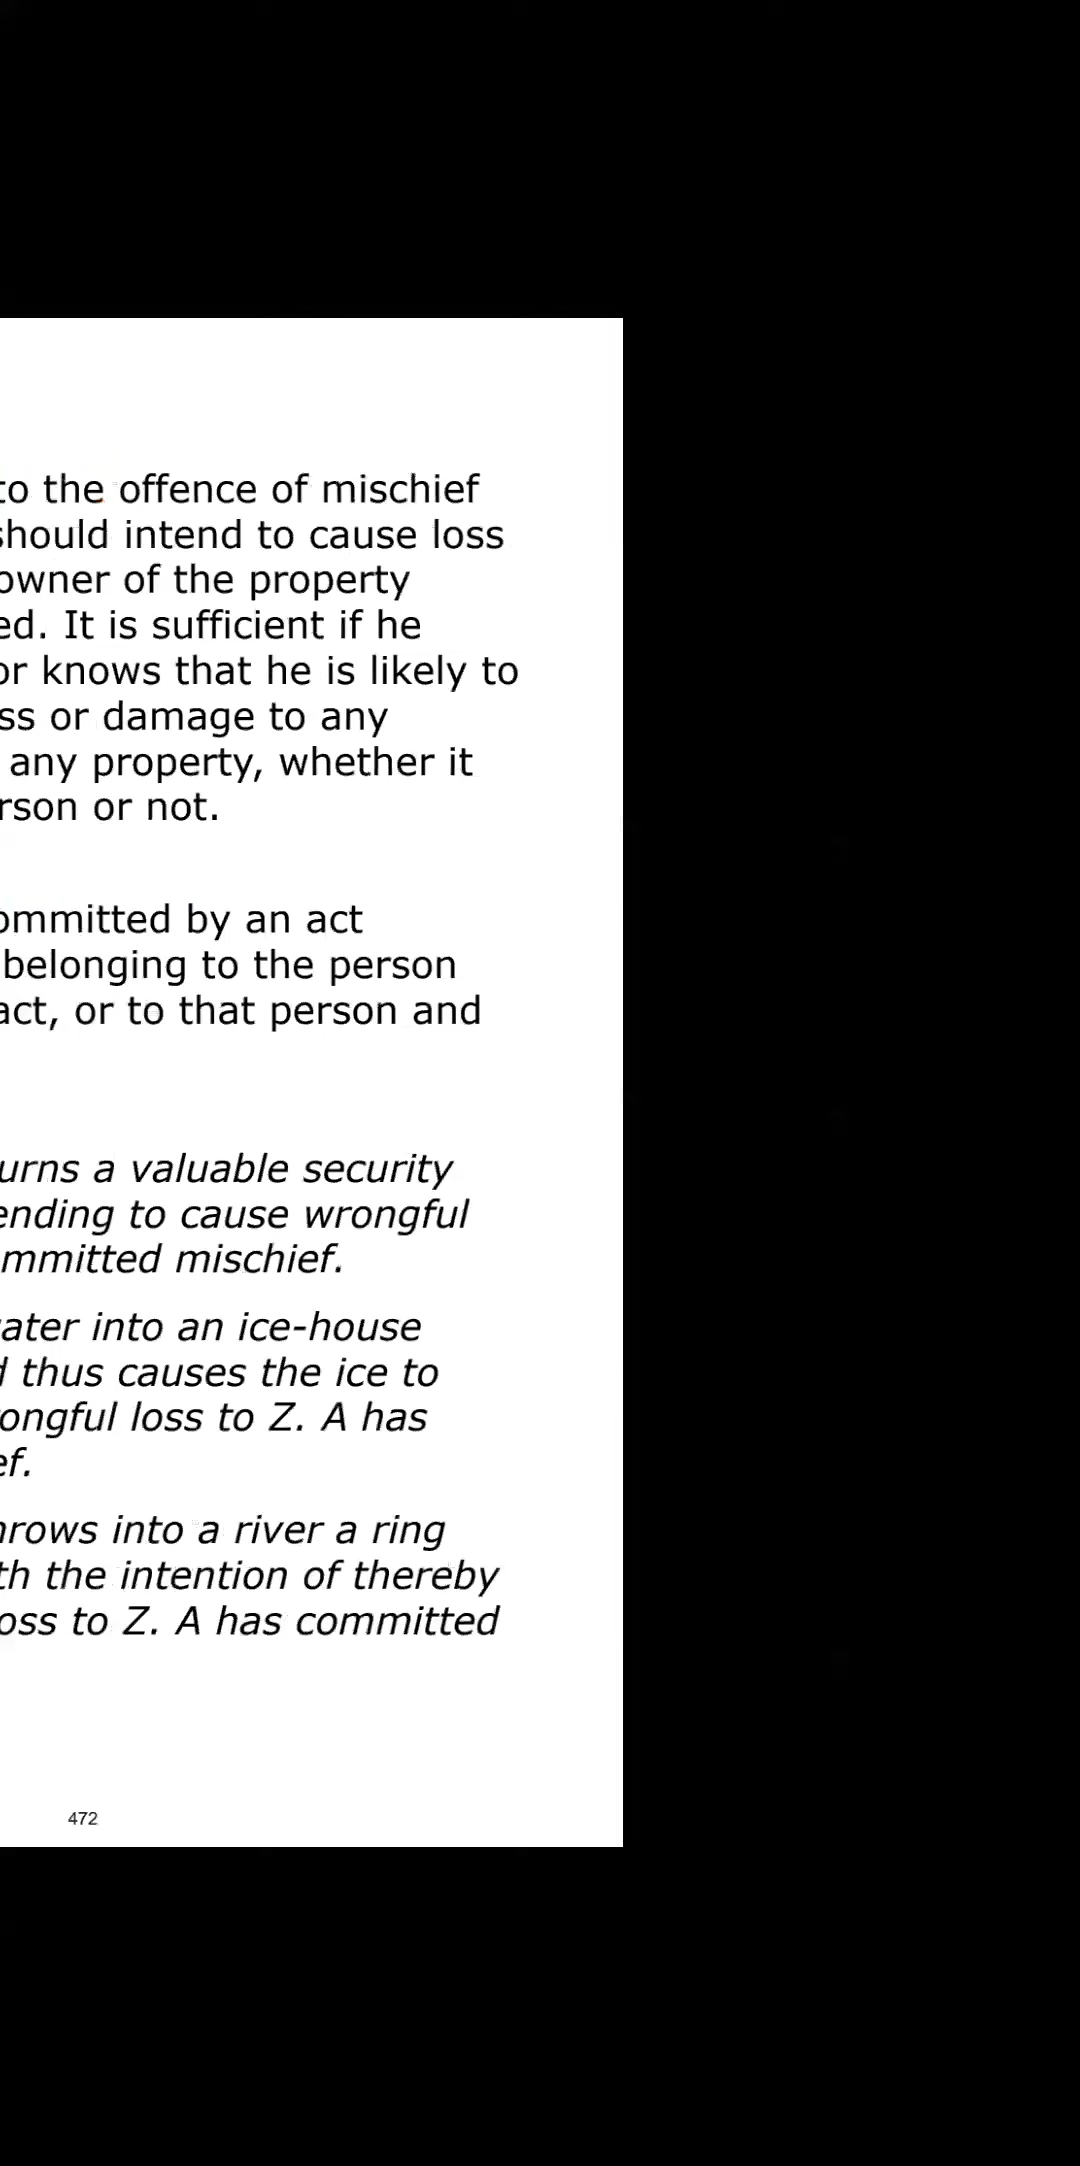 to the offence of mischief
should intend to cause loss
owner of the property
ed. It is sufficient if he
or knows that he is likely to
ss or damage to any
any property, whether it
rson or not.
ommitted by an act
belonging to the person
act, or to that person and
urns a valuable security
ending to cause wrongful
mmitted mischief.
ater into an ice-house
d thus causes the ice to
rongful loss to Z. A has
ef.
hrows into a river a ring
th the intention of thereby
oss to Z. A has committed
472